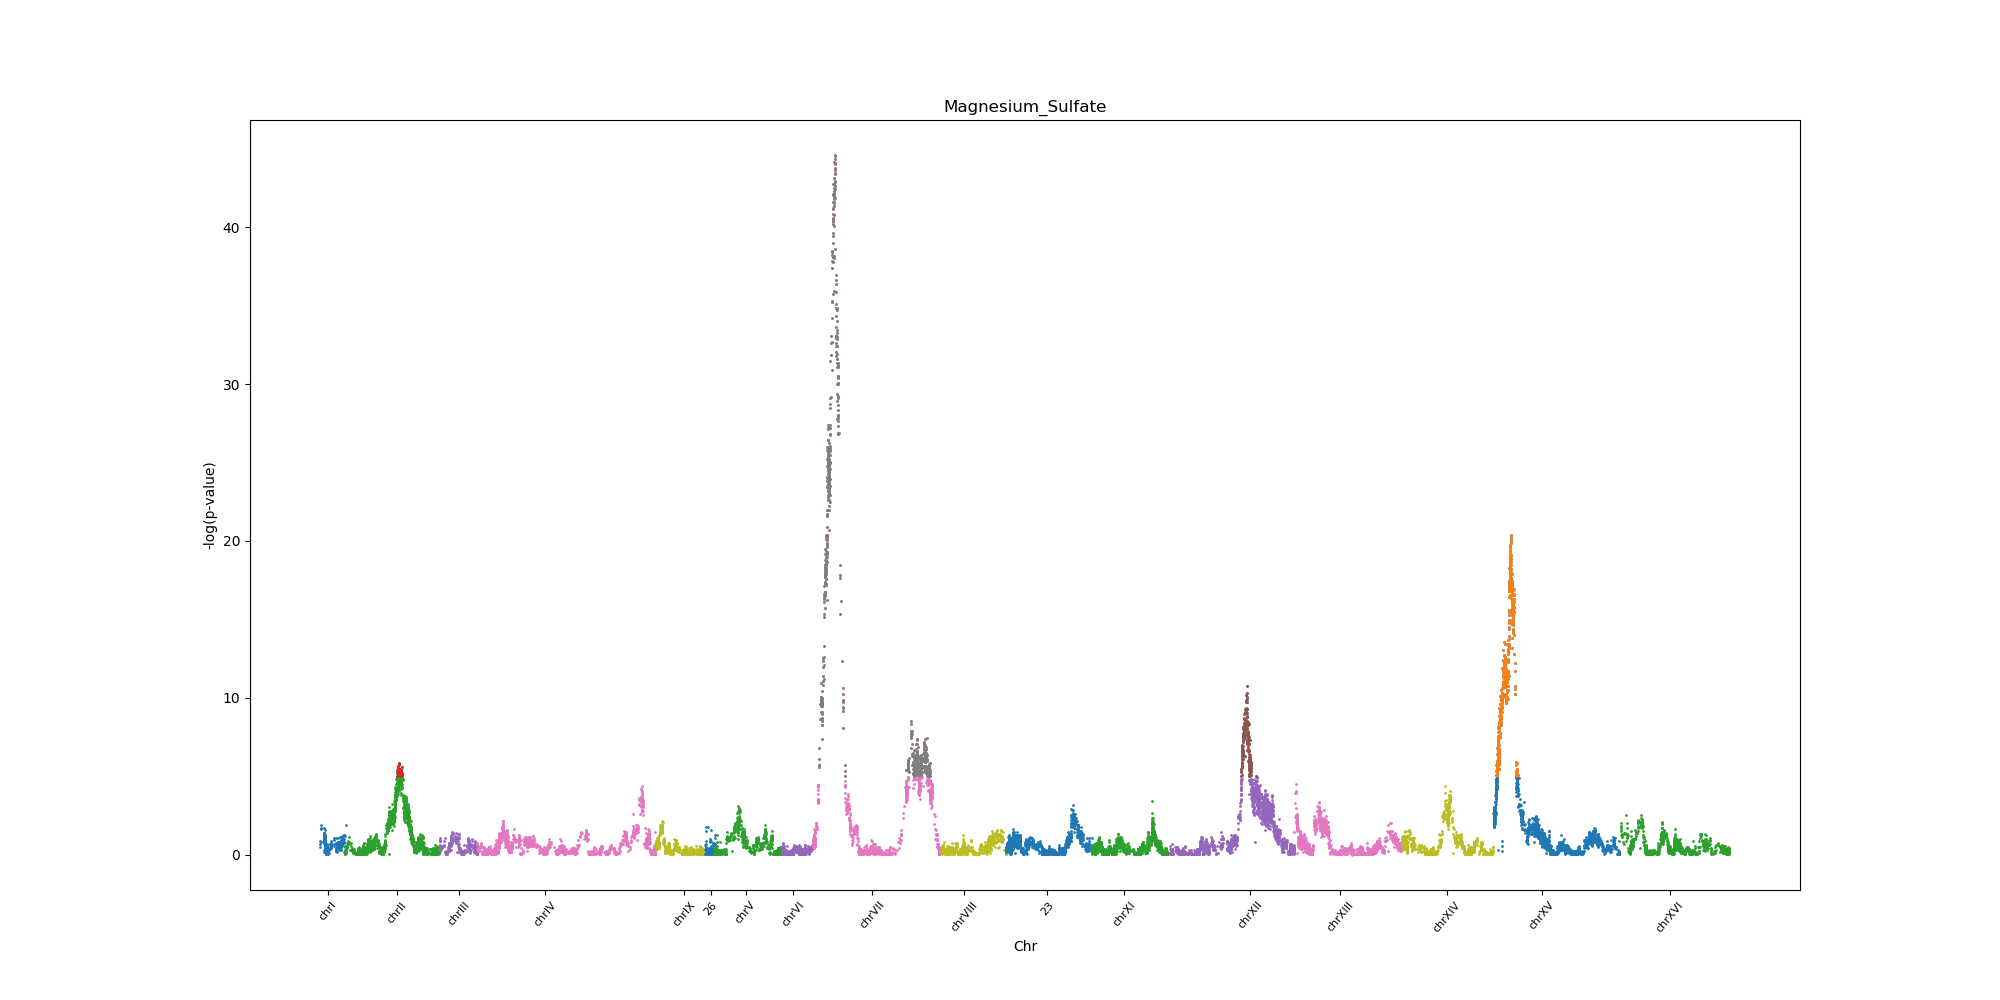 Magnesium_Sulfate
-log(p-value)
40
30
20
10
0
chrI
chrII
chrIII
chrIV
chrIX
26
chrV
chrVI
chrVII
chrVIII
23
chrXI
chrXII
chrXIII
chrXIV
chrXV
chrXVI
Chr